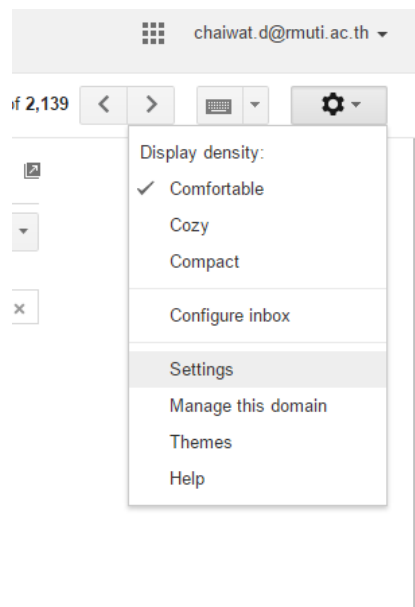 chaiwat.d@rmuti.ac.th
of 2,139
Display density:
Comfortable
Cozy
Compact
Configure inbox
Settings
Manage this domain
Themes
Help